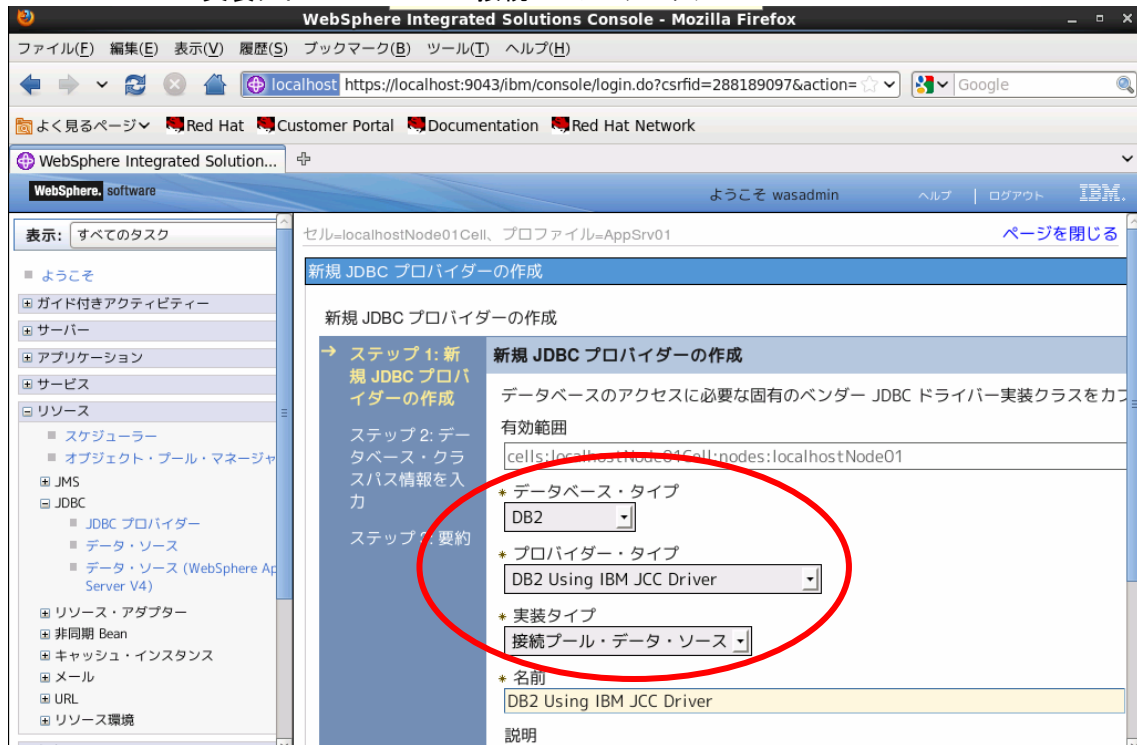 WebSphere Integrated Solutions Console - Mozilla Firefox
ファイル(F) 編集(E) 表示(V) 履歴(S) ブックマーク(B) ツール(T) ヘルプ(H)
localhost https://localhost:9043/ibm/console/login.do?csrfid=288189097&action= Google
よく見るページ Red Hat Customer Portal Documentation Red Hat Network
WebSphere Integrated Solution...
WebSphere. software ようこそ wasadmin ヘルプ | ログアウト IBM.
表示: すべてのタスク
ようこそ
ガイド付きアクティビティー
サーバー
アプリケーション
サービス
リソース
スケジューラー
オブジェクト・プール・マネージャ
JMS
JDBC
JDBC プロバイダー
データ・ソース
データ・ソース (WebSphere Ap
Server V4)
リソース・アダプター
非同期 Bean
キャッシュ・インスタンス
メール
URL
リソース環境
セル=localhostNode01Cell、プロファイル=AppSrv01 ページを閉じる
新規 JDBC プロバイダーの作成
新規 JDBC プロバイダーの作成
ステップ 1: 新
規 JDBC プロバ
イダーの作成
ステップ 2: デー
タベース・クラ
スパス情報を入
力
ステップ 3: 要約
新規 JDBC プロバイダーの作成
データベースのアクセスに必要な固有のベンダー JDBC ドライバー実装クラスをカプ
有効範囲
cells:localhostNode01Cell:nodes:localhostNode01
* データベース・タイプ
DB2
* プロバイダー・タイプ
DB2 Using IBM JCC Driver
* 実装タイプ
接続プール・データ・ソース
* 名前
DB2 Using IBM JCC Driver
説明